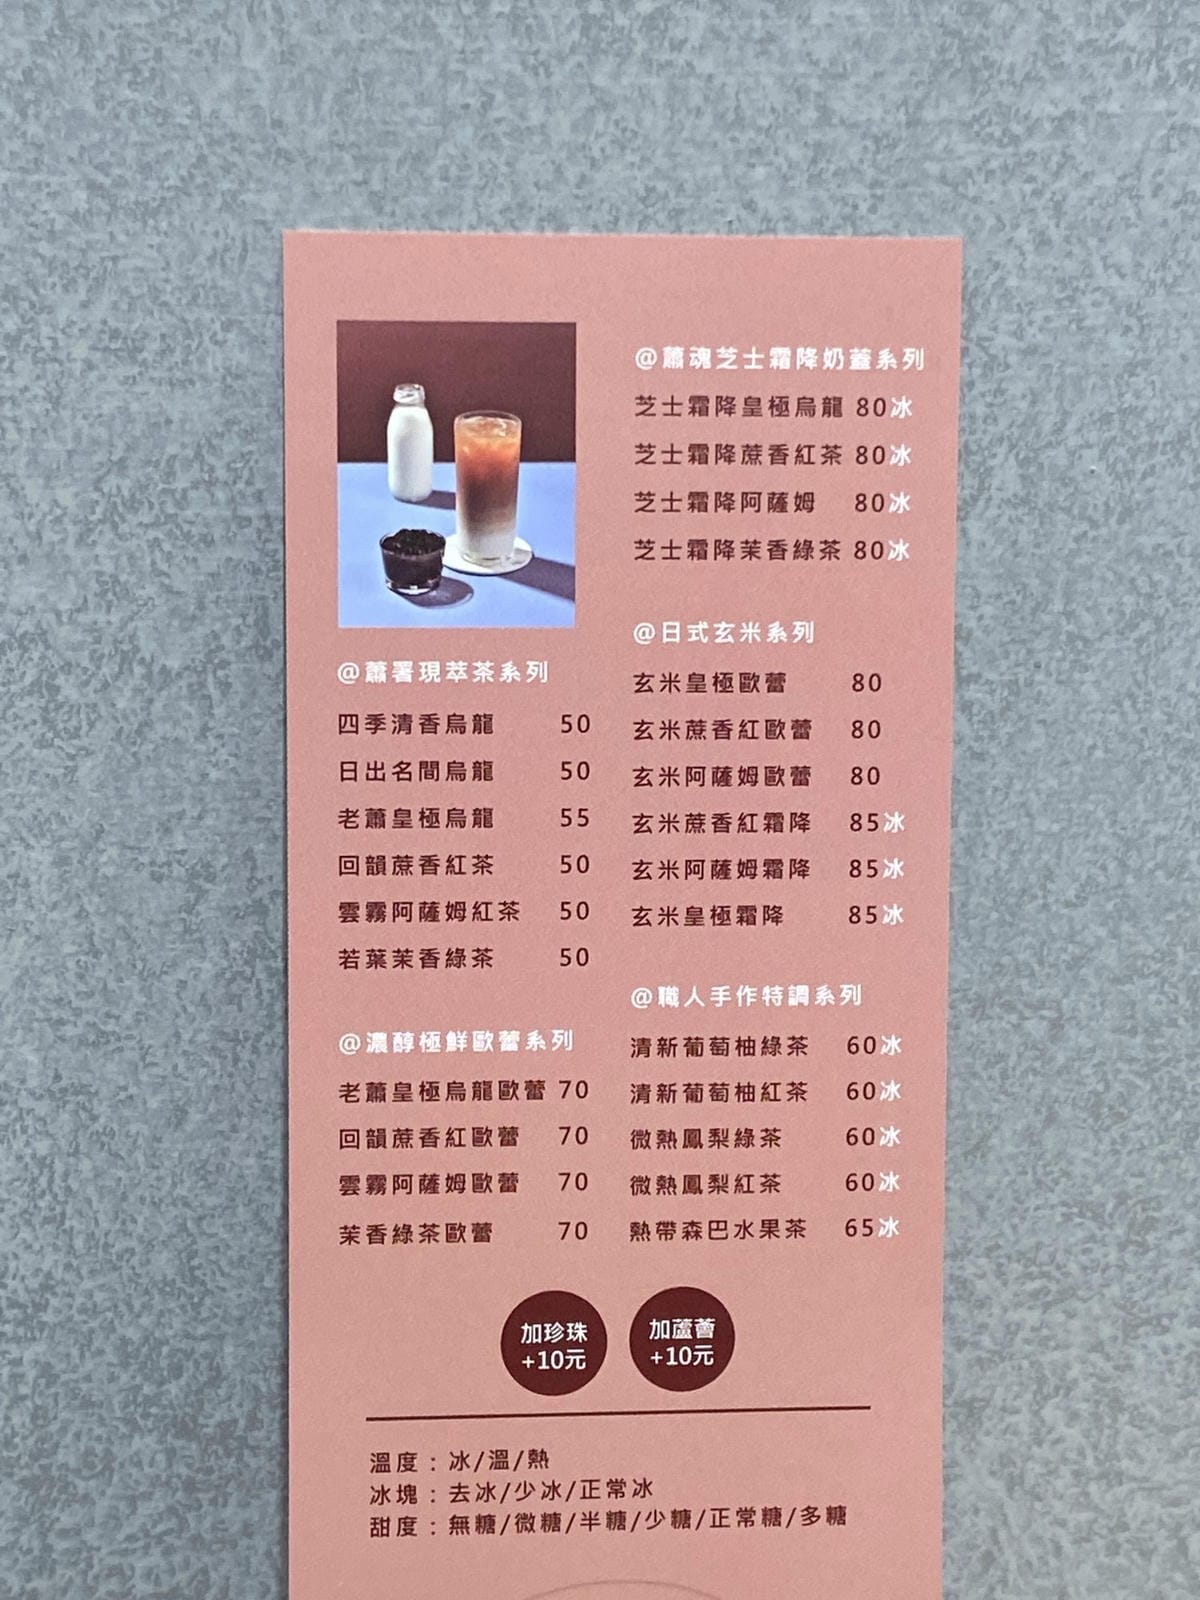 @蕭署現萃茶系列
四季清香烏龍 50
日出名間烏龍 50
老蕭皇極烏龍 55
回韻蔗香紅茶 50
雲霧阿薩姆紅茶 50
若葉茉香綠茶 50
@濃醇極鮮歐蕾系列
老蕭皇極烏龍歐蕾 70
回韻蔗香紅歐蕾 70
雲霧阿薩姆歐蕾 70
茉香綠茶歐蕾 70
@蕭魂芝士霜降奶蓋系列
芝士霜降皇極烏龍 80冰
芝士霜降蔗香紅茶 80冰
芝士霜降阿薩姆 80冰
芝士霜降茉香綠茶 80冰
@日式玄米系列
玄米皇極歐蕾 80
玄米蔗香紅歐蕾 80
玄米阿薩姆歐蕾 80
玄米蔗香紅霜降 85冰
玄米阿薩姆霜降 85冰
玄米皇極霜降 85冰
@職人手作特調系列
清新葡萄柚綠茶 60冰
清新葡萄柚紅茶 60冰
微熱鳳梨綠茶 60冰
微熱鳳梨紅茶 60冰
熱帶森巴水果茶 65冰
加珍珠
+10元
加蘆薈
+10元
溫度：冰/溫/熱
冰塊：去冰/少冰/正常冰
甜度：無糖/微糖/半糖/少糖/正常糖/多糖